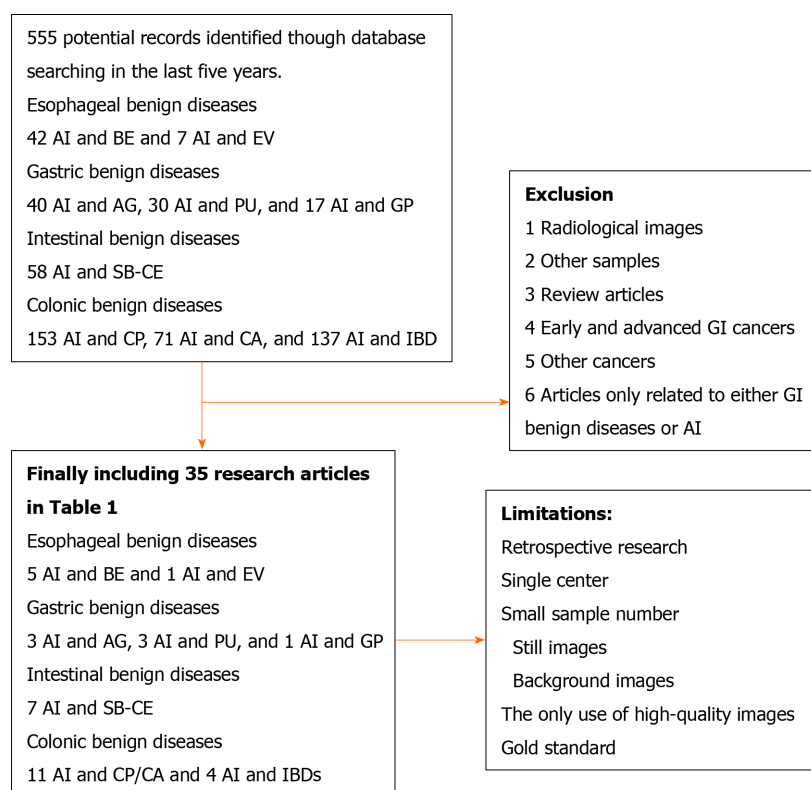 555 potential records identified though database
searching in the last five years.
Esophageal benign diseases
42 AI and BE and 7 AI and EV
Gastric benign diseases
40 AI and AG, 30 AI and PU, and 17 AI and GP
Intestinal benign diseases
58 AI and SB-CE
Colonic benign diseases
153 AI and CP, 71 AI and CA, and 137 AI and IBD
Exclusion
1 Radiological images
2 Other samples
3 Review articles
4 Early and advanced GI cancers
5 Other cancers
6 Articles only related to either GI
benign diseases or AI
Finally including 35 research articles
in Table 1
Esophageal benign diseases
5 AI and BE and 1 AI and EV
Gastric benign diseases
3 AI and AG, 3 AI and PU, and 1 AI and GP
Intestinal benign diseases
7 AI and SB-CE
Colonic benign diseases
11 AI and CP/CA and 4 AI and IBDs
Limitations:
Retrospective research
Single center
Small sample number
Still images
Background images
The only use of high-quality images
Gold standard